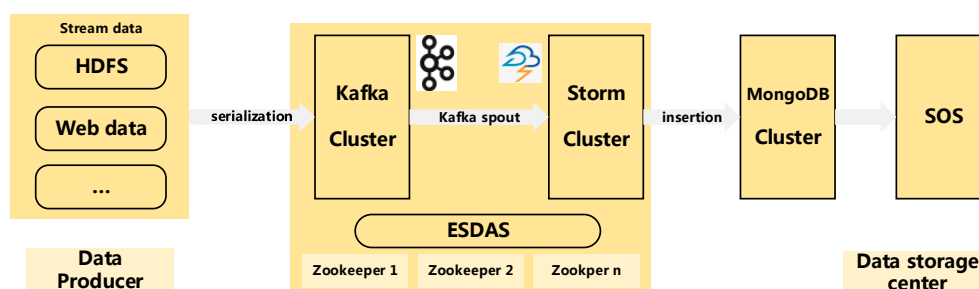 Stream data
HDFS
Web data
...
Data
Producer
serialization
Kafka
Cluster
Kafka spout
Storm
Cluster
ESDAS
Zookeeper 1
Zookeeper 2
Zookper n
insertion
MongoDB
Cluster
SOS
Data storage
center